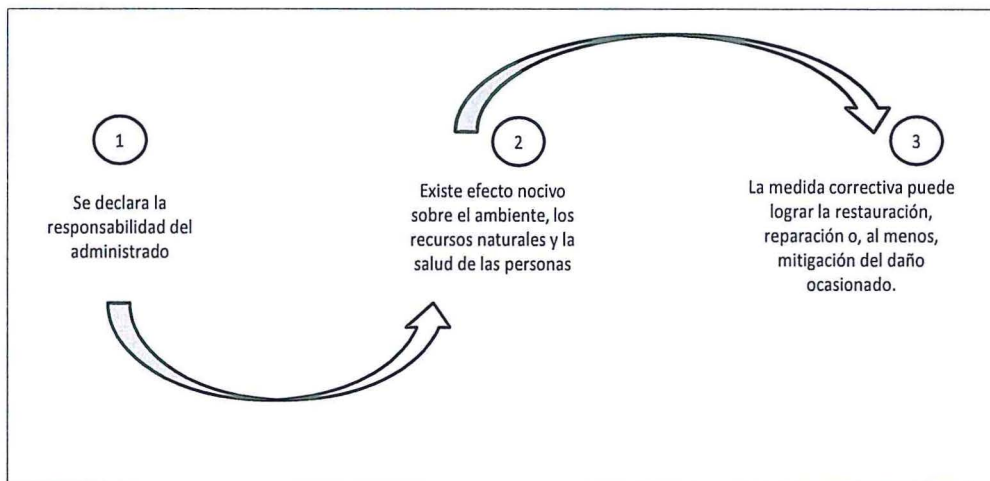 1
Se declara la
responsabilidad del
administrado
2
Existe efecto nocivo
sobre el ambiente, los
recursos naturales y la
salud de las personas
3
La medida correctiva puede
lograr la restauración,
reparación o, al menos,
mitigación del daño
ocasionado.